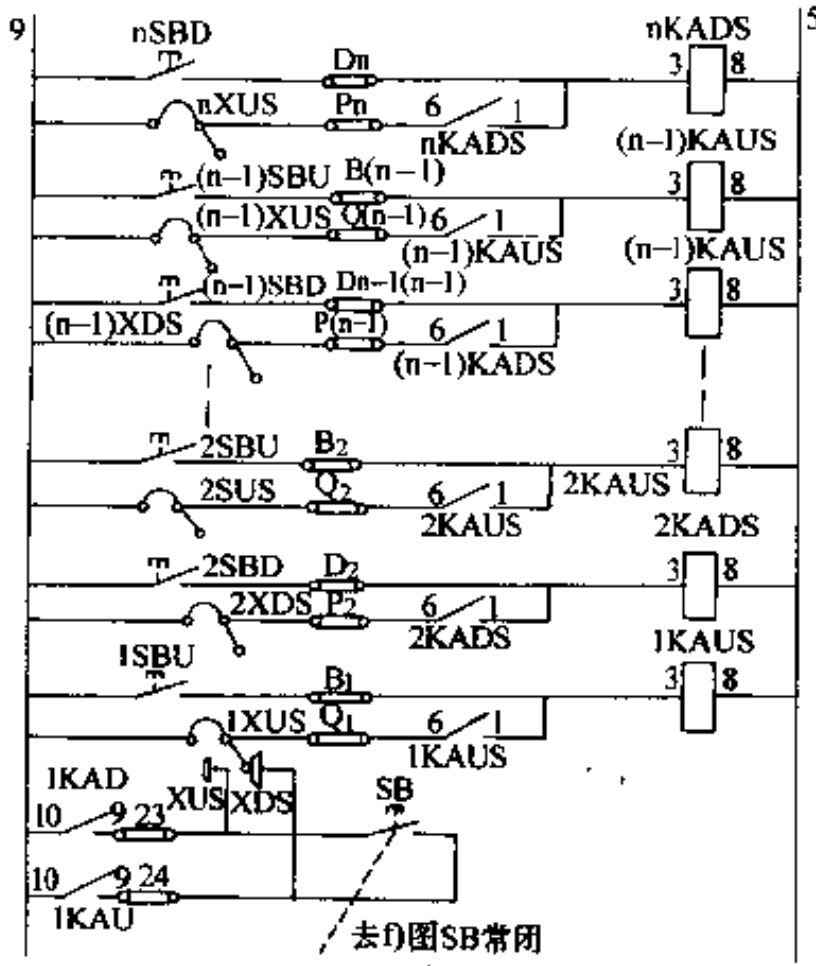 9
5
nSBD
Dn
nKADS
3 8
nXUS
Pn
6 1
nKADS
(n-1)KAUS
(n-1)SBU
B(n-1)
3 8
(n-1)XUS
Q(n-1)
6 1
(n-1)KAUS
(n-1)KAUS
(n-1)SBD
Dn-1(n-1)
3 8
(n-1)XDS
P(n-1)
6 1
(n-1)KADS
2SBU
B2
3 8
2KAUS
2SUS
Q2
6 1
2KAUS
2KADS
2SBD
D2
3 8
2XDS
P2
6 1
2KADS
1KAUS
1SBU
B1
3 8
1XUS
Q1
6 1
1KAUS
1KAD
XUS
XDS
SB
10 9 23
10 9 24
1KAU
去f)图SB常闭